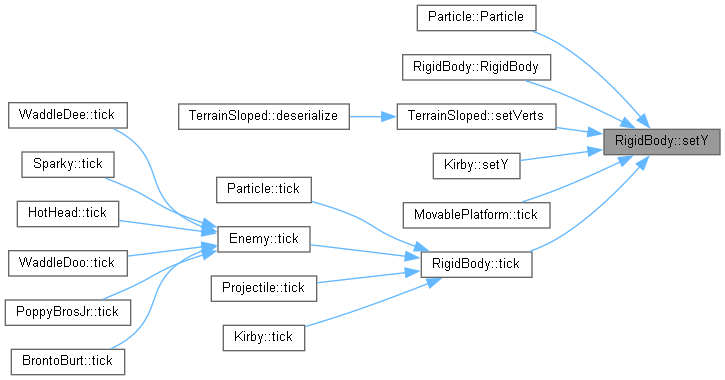 Particle::Particle
RigidBody::RigidBody
WaddleDee::tick
TerrainSloped::deserialize
TerrainSloped::setVerts
RigidBody::setY
Sparky::tick
Kirby::setY
Particle::tick
HotHead::tick
MovablePlatform::tick
Enemy::tick
WaddleDoo::tick
RigidBody::tick
Projectile::tick
PoppyBrosJr::tick
Kirby::tick
BrontoBurt::tick